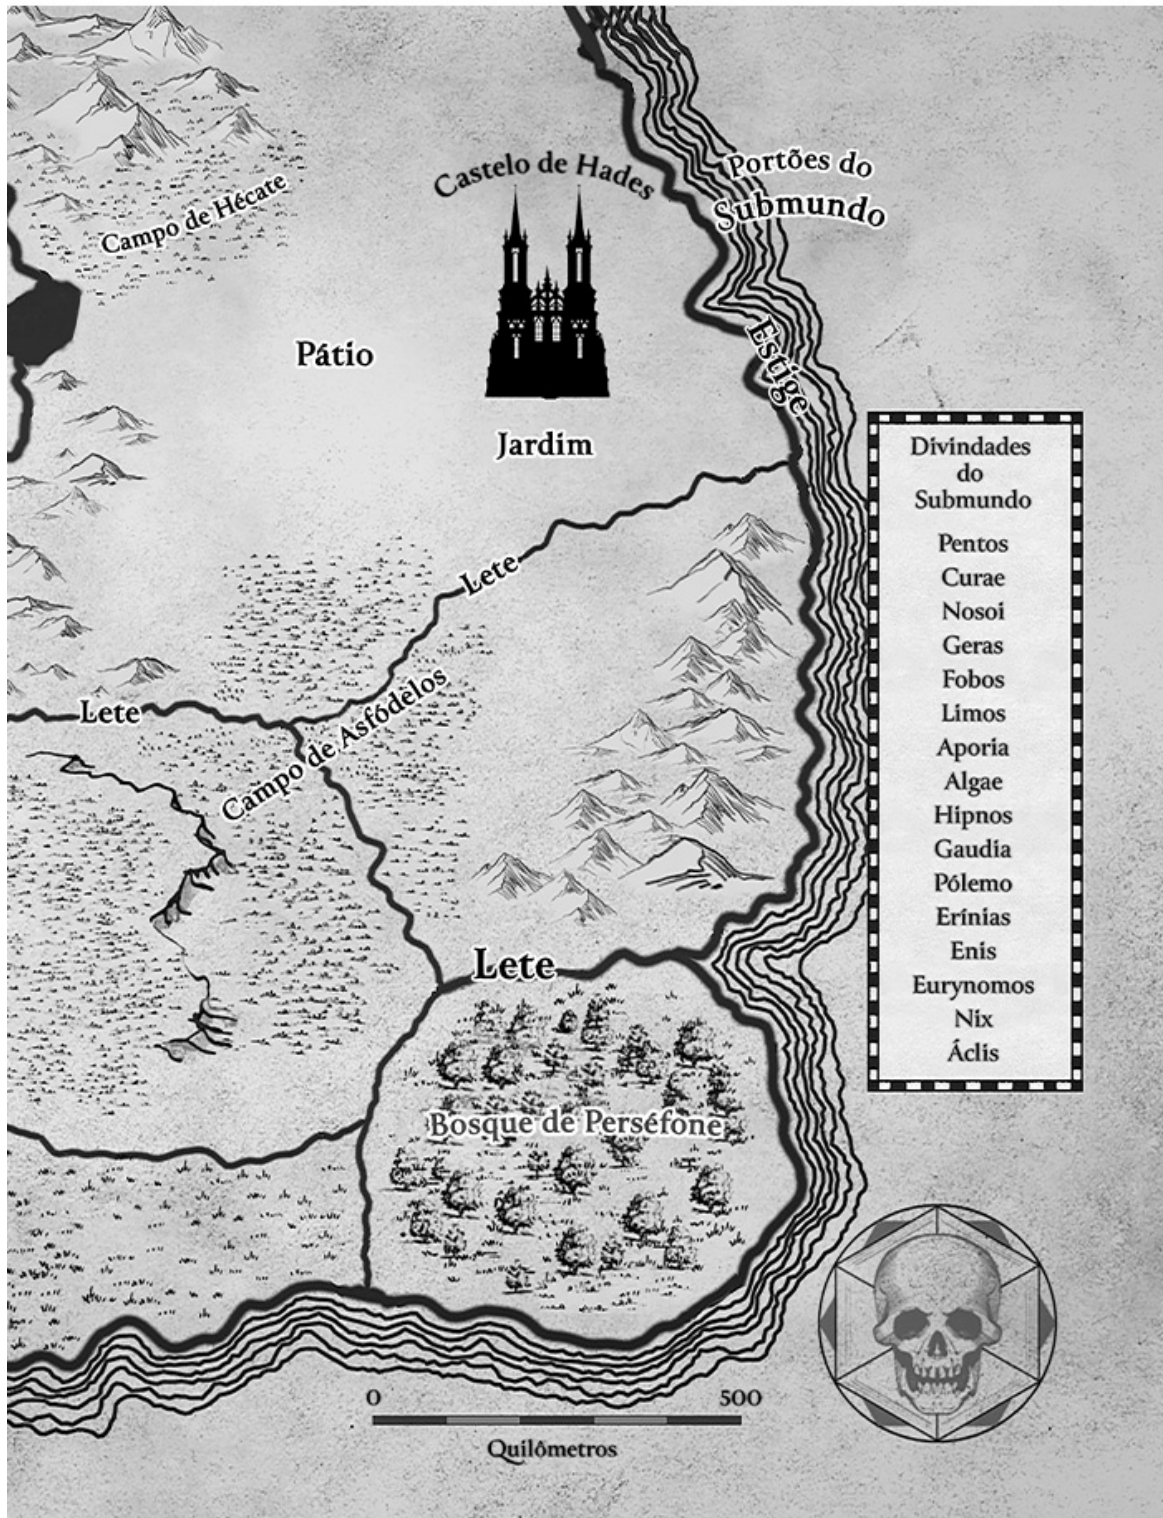 Castelo de Hades
Portões do
Submundo
Campo de Hécate
Pátio
Estige
Jardim
Lete
Lete
Campo de Asfódelos
Lete
Bosque de Perséfone
Divindades
do
Submundo
Pentos
Curae
Nosoi
Geras
Fobos
Limos
Aporia
Algae
Hipnos
Gaudia
Pólemo
Erínias
Enis
Eurynomos
Nix
Áclis
0 500
Quilômetros